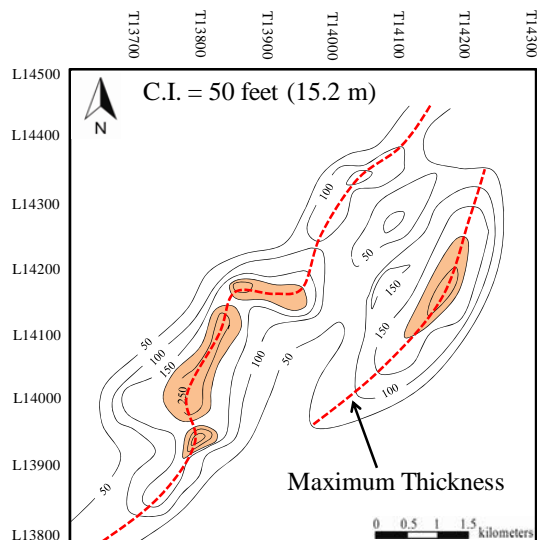 T13700 T13800 T13900 T14000 T14100 T14200 T14300
L14500
C.I. = 50 feet (15.2 m)
N
L14400
100
100
L14300
50
L14200
150
L14100
50
100
150
150
100
50
250
100
L14000
L13900
50
Maximum Thickness
0 0.5 1 1.5
kilometers
L13800